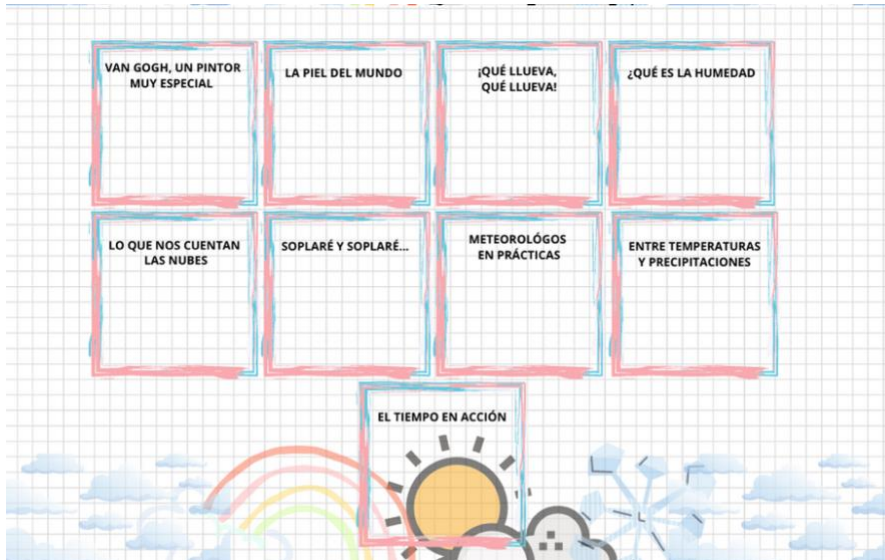 VAN GOGH, UN PINTOR
MUY ESPECIAL
LA PIEL DEL MUNDO
¡QUÉ LLUEVA,
QUÉ LLUEVA!
¿QUÉ ES LA HUMEDAD
LO QUE NOS CUENTAN
LAS NUBES
SOPLARÉ Y SOPLARÉ...
METEOROLÓGOS
EN PRÁCTICAS
ENTRE TEMPERATURAS
Y PRECIPITACIONES
EL TIEMPO EN ACCIÓN